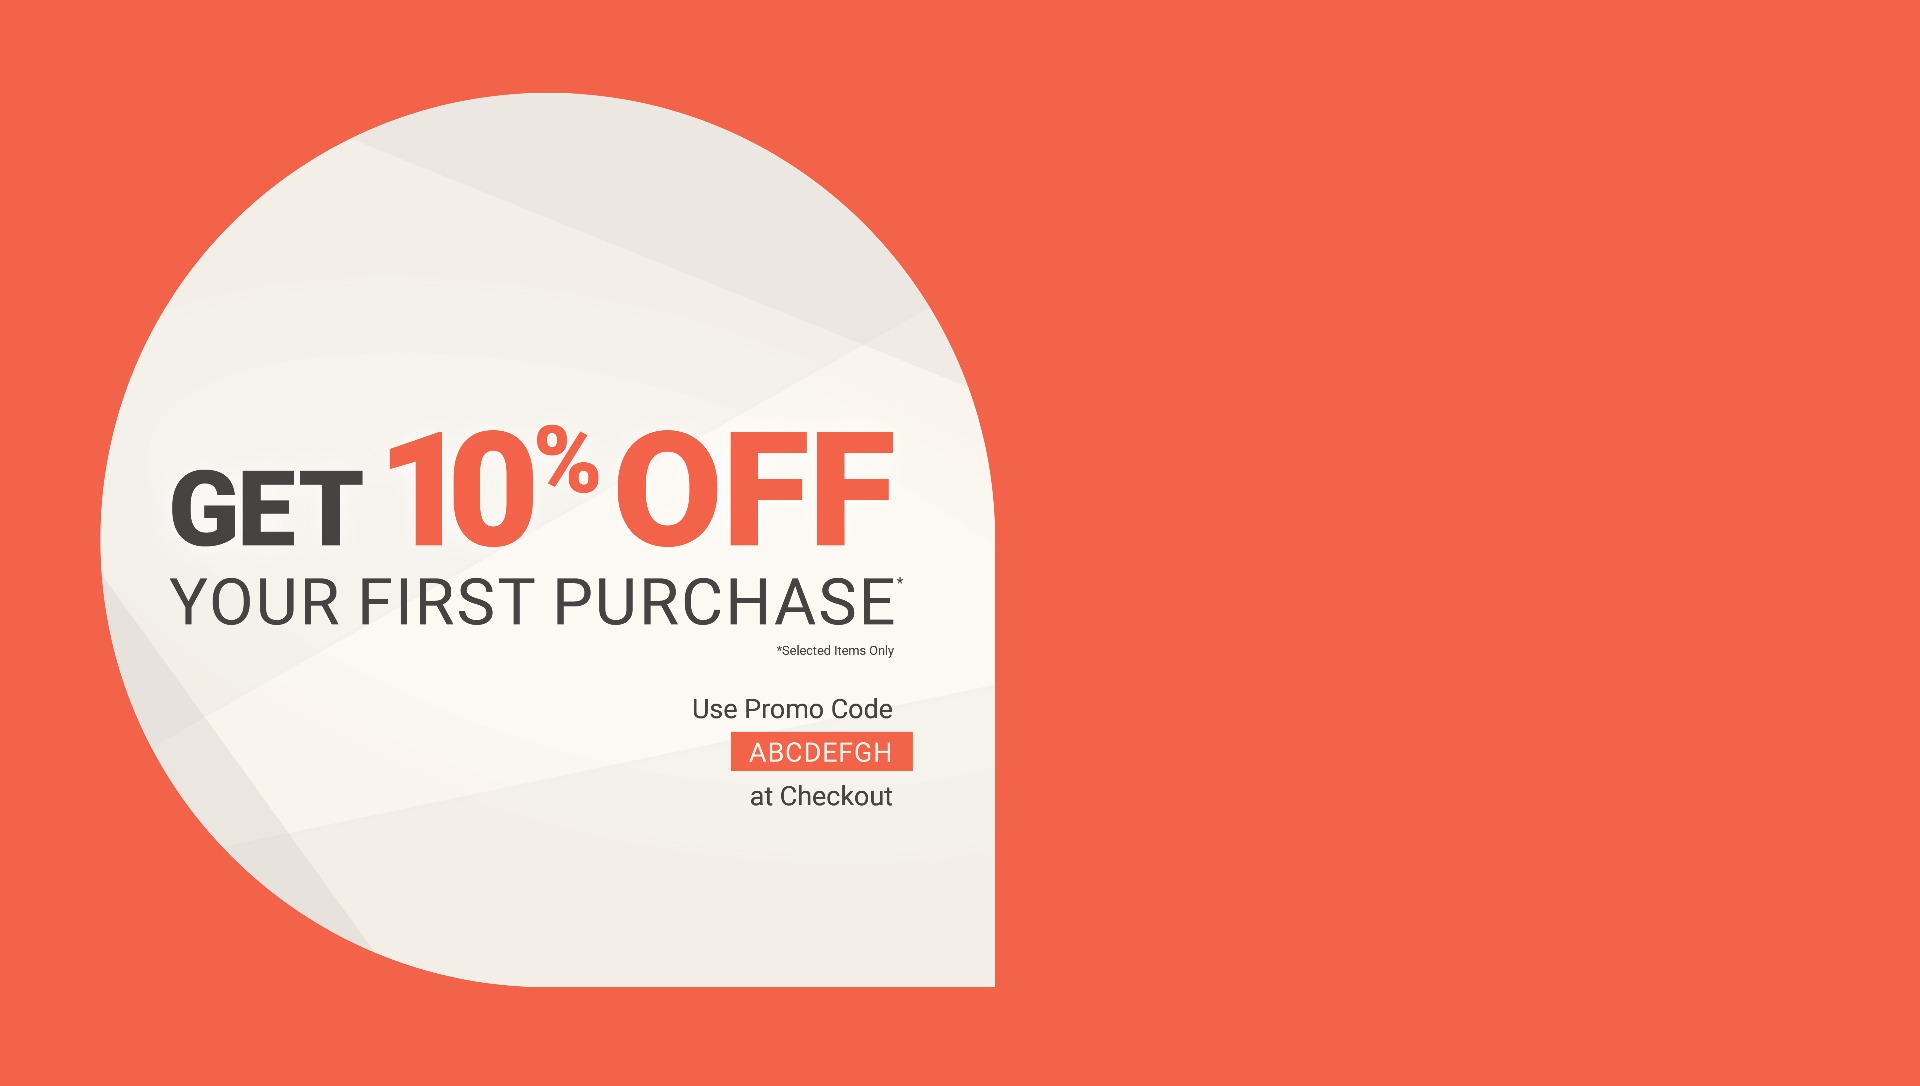 GET 10% OFF
YOUR FIRST PURCHASE*
*Selected Items Only
Use Promo Code
ABCDEFGH
at Checkout